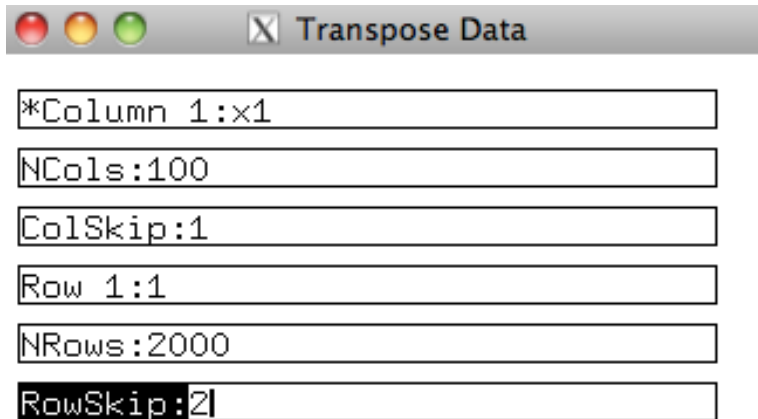 X Transpose Data
*Column 1:x1
NCols:100
ColSkip:1
Row 1:1
NRows:2000
RowSkip:2